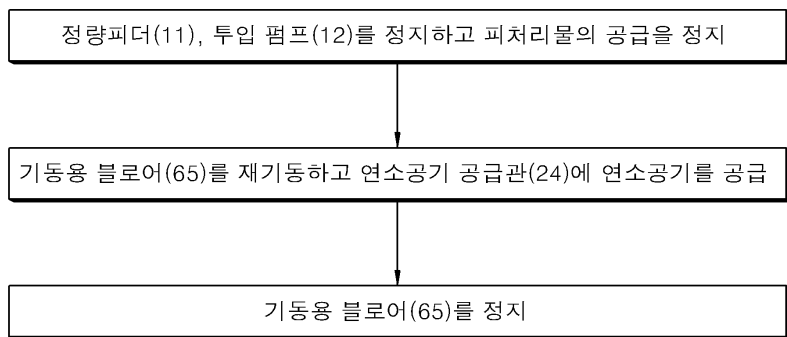 정량피더(11), 투입 펌프(12)를 정지하고 피처리물의 공급을 정지
기동용 블로어(65)를 재기동하고 연소공기 공급관(24)에 연소공기를 공급
기동용 블로어(65)를 정지